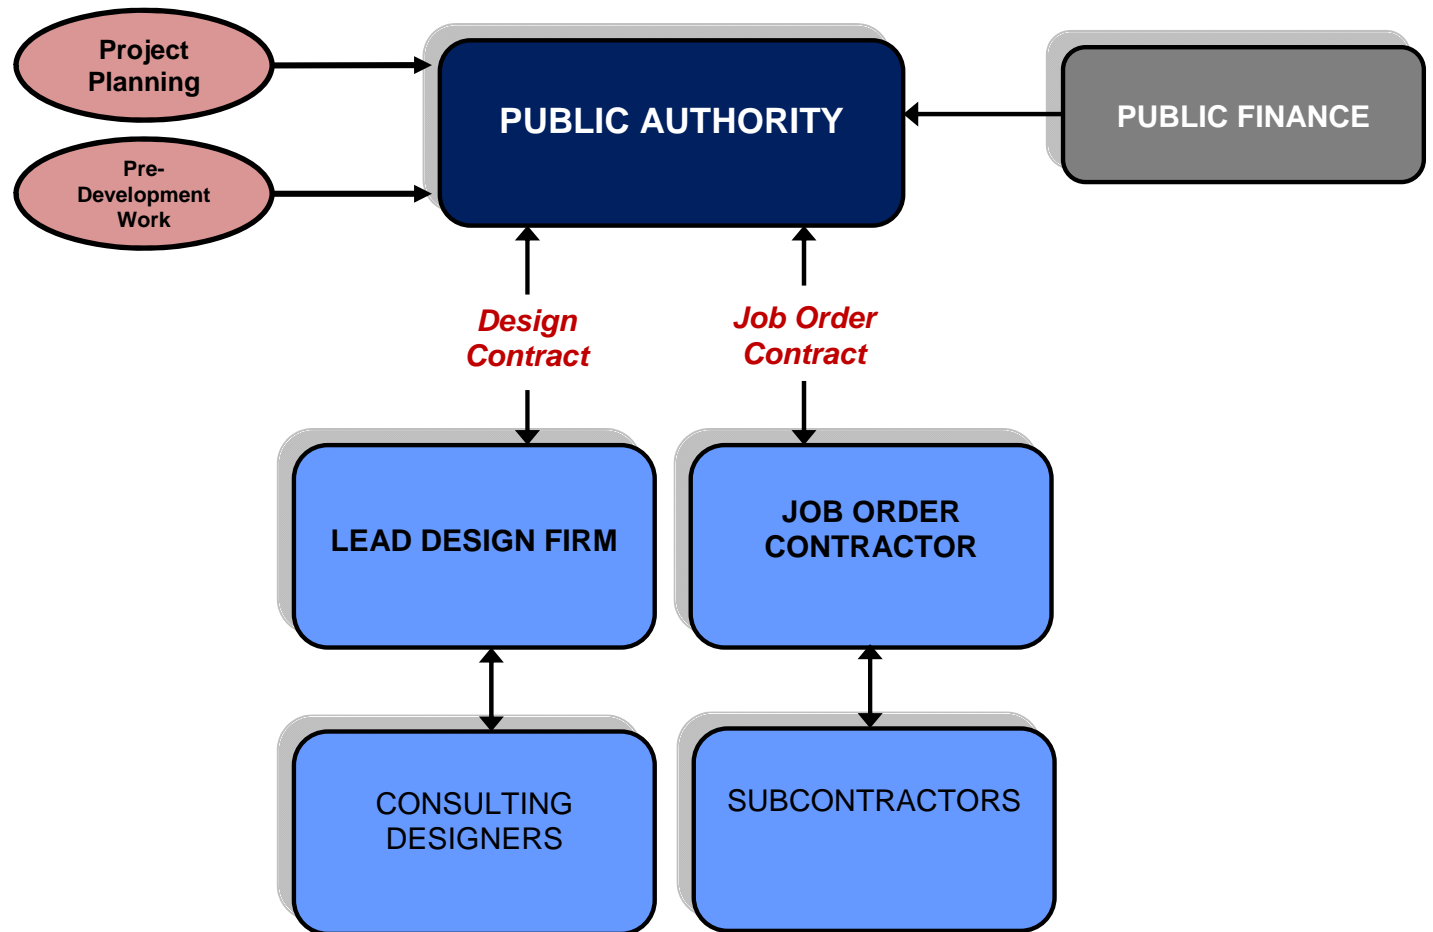 Project
Planning
PUBLIC AUTHORITY
PUBLIC FINANCE
Pre-
Development
Work
Design
Contract
Job Order
Contract
LEAD DESIGN FIRM
JOB ORDER
CONTRACTOR
CONSULTING
DESIGNERS
SUBCONTRACTORS